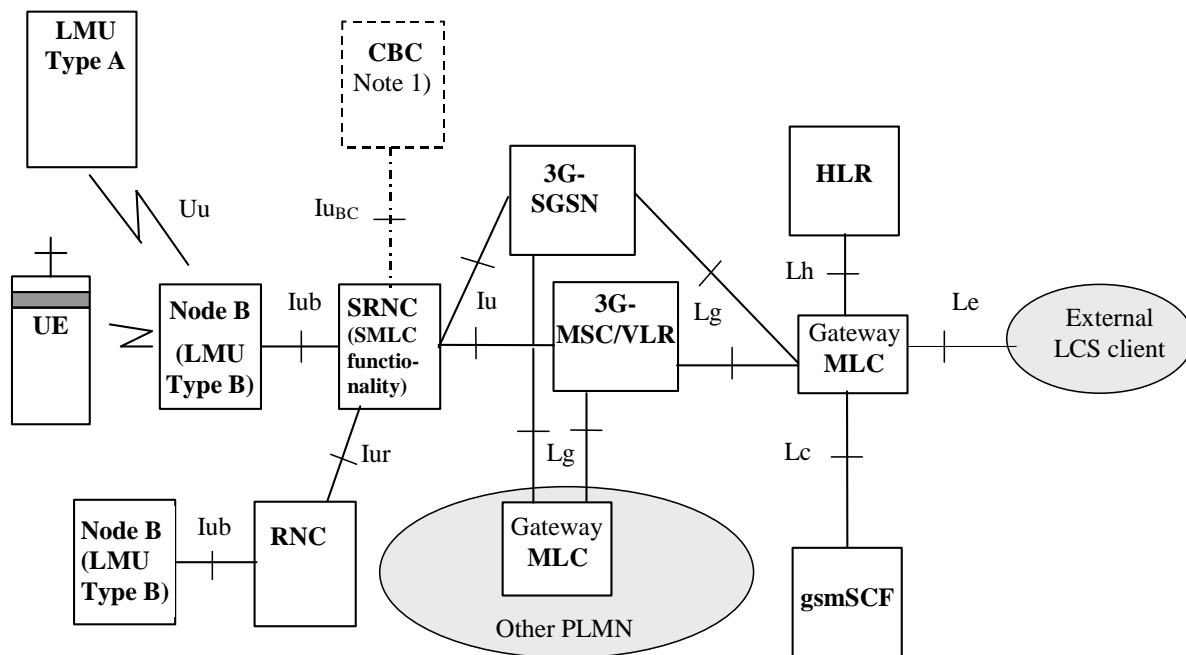 LMU
Type A
CBC
Note 1)
3G-
SGSN
HLR
Uu
IuBC
Lh
UE
Node B
(LMU
Type B)
Iub
SRNC
(SMLC
functio-
nality)
Iu
3G-
MSC/VLR
Lg
Gateway
MLC
Le
External
LCS client
Iur
Lg
Lc
Node B
(LMU
Type B)
Iub
RNC
Gateway
MLC
gsmSCF
Other PLMN